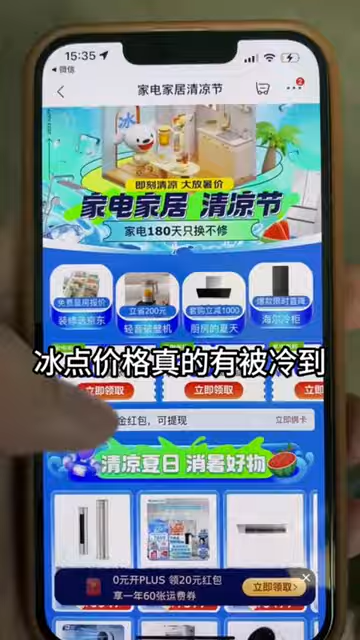 15:35
微信
家电家居清凉节
2
冰
即刻清凉 大放暑价
家电家居 清凉节
家电180天只换不修
免费量房报价
装修选京东
立省200元
轻音破壁机
套购立减1000
厨房的夏天
爆款限时直降
海尔冷柜
冰点价格真的有被冷到
立即领取
立即领取
立即领取
金红包,可提现
立即绑卡
清凉夏日 消暑好物
0元开PLUS 领20元红包
享一年60张运费券
立即领取